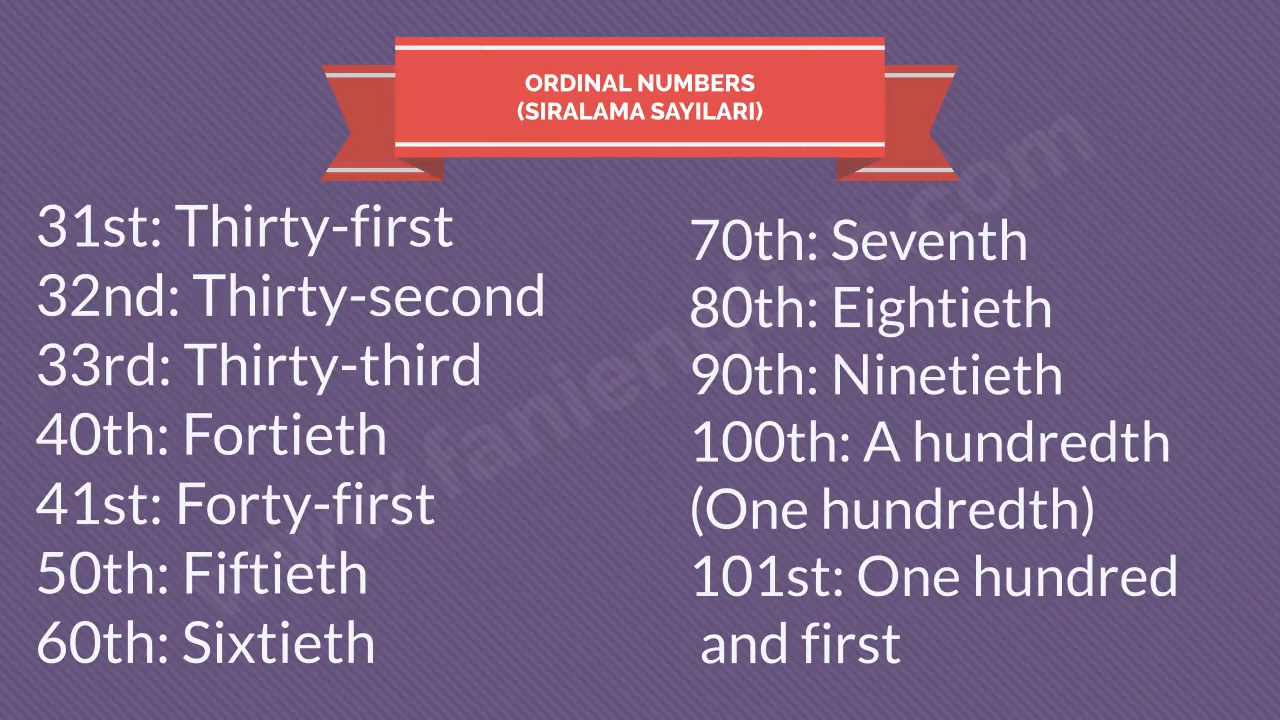 ORDINAL NUMBERS
(SIRALAMA SAYILARI)
31st: Thirty-first
32nd: Thirty-second
33rd: Thirty-third
40th: Fortieth
41st: Forty-first
50th: Fiftieth
60th: Sixtieth
70th: Seventh
80th: Eightieth
90th: Ninetieth
100th: A hundredth
(One hundredth)
101st: One hundred
and first